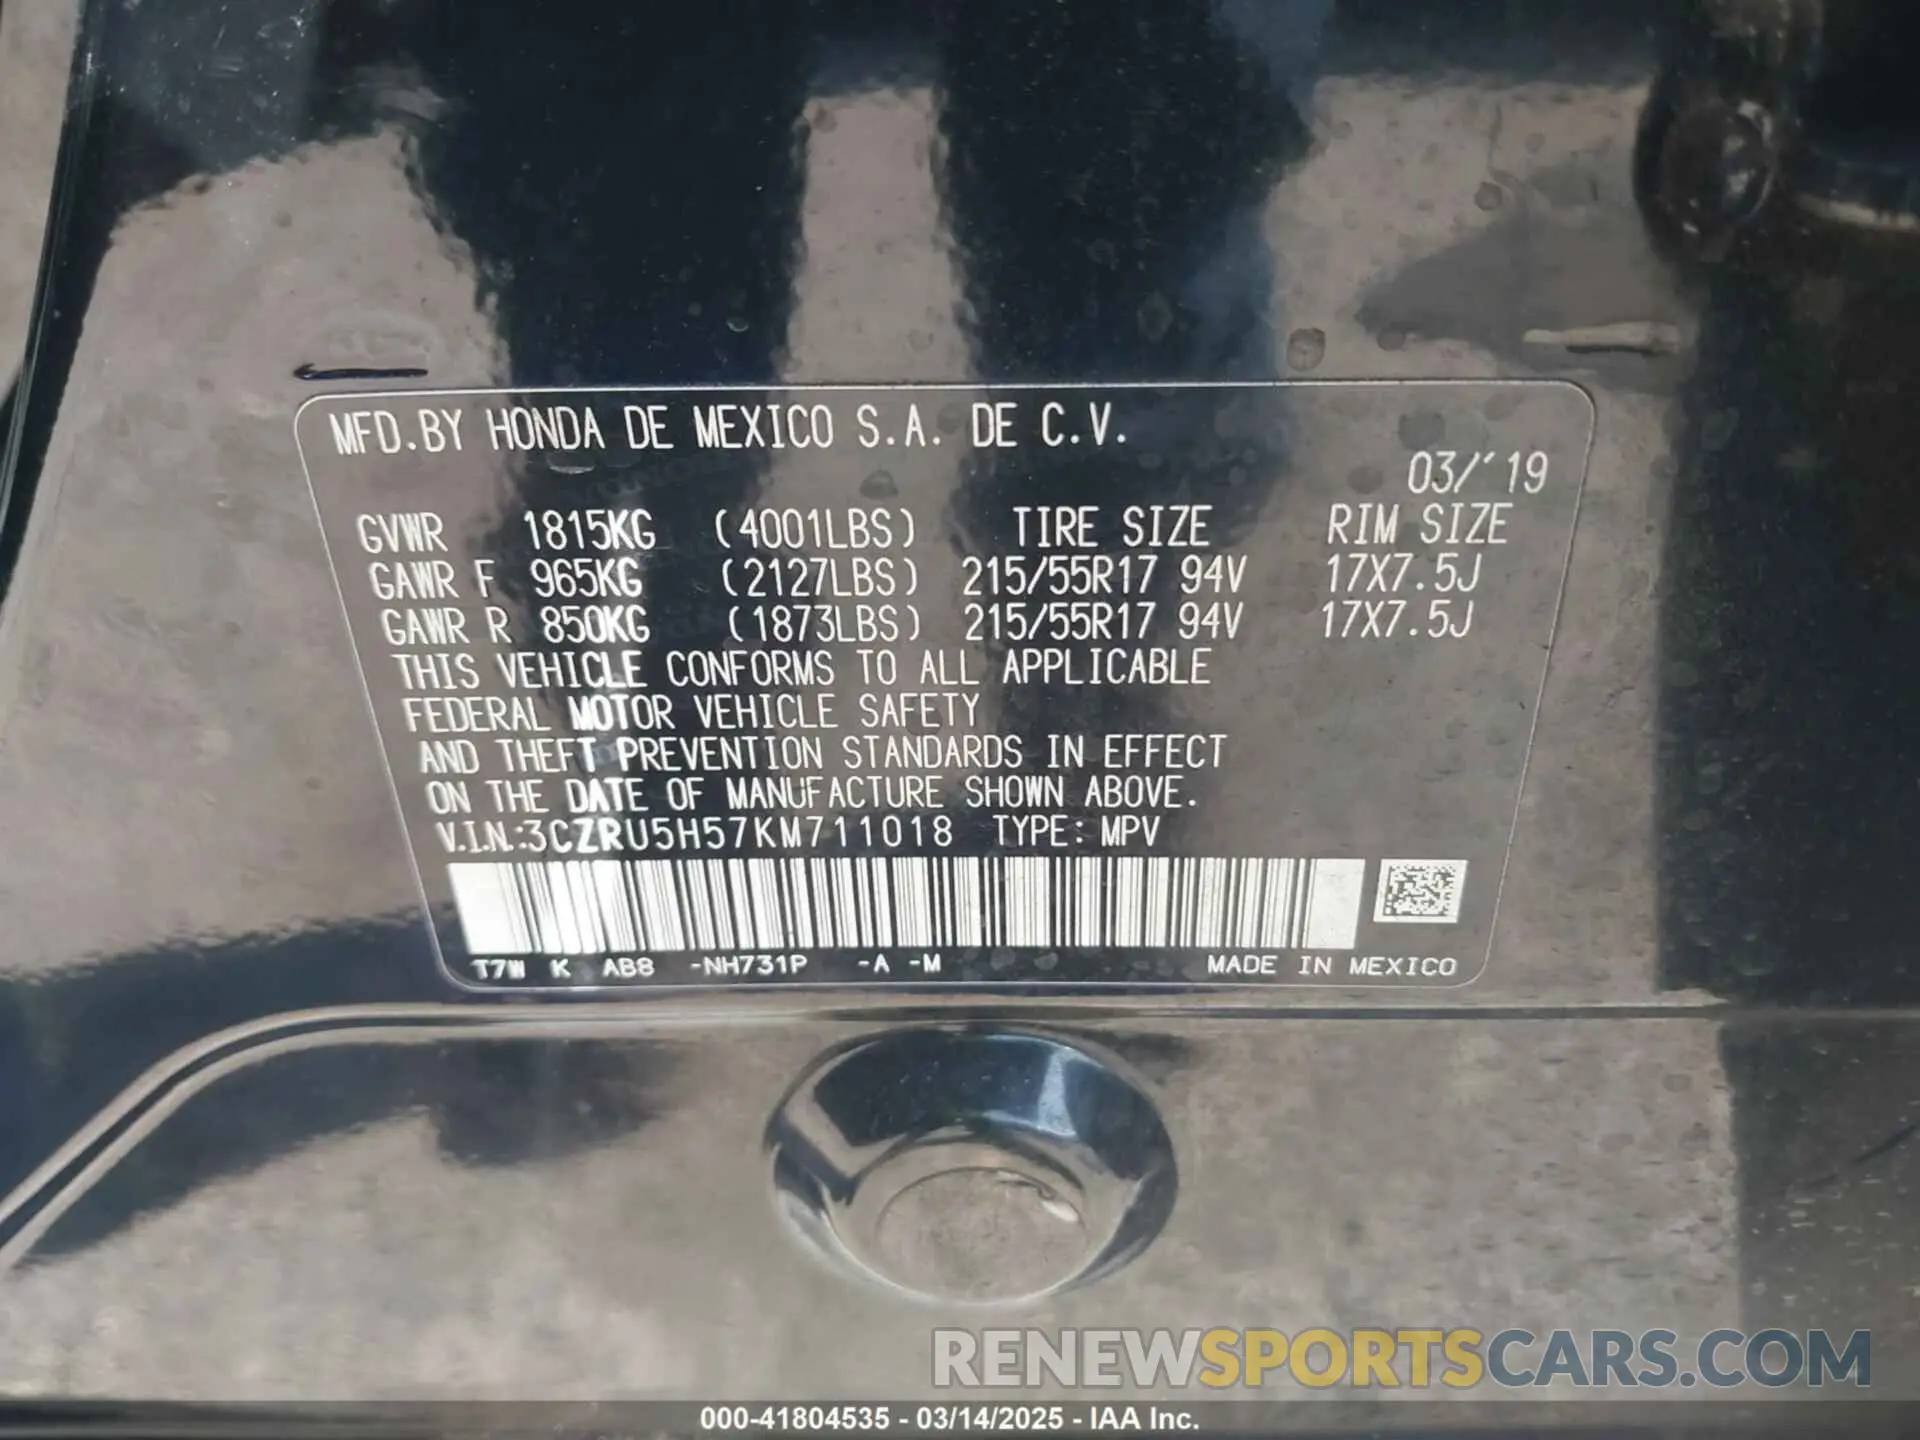 MFD.BY HONDA DE MEXICO S.A. DE C.V.
03/'19
GVWR 1815KG (4001LBS) TIRE SIZE RIM SIZE
GAWR F 965KG (2127LBS) 215/55R17 94V 17X7.5J
GAWR R 850KG (1873LBS) 215/55R17 94V 17X7.5J
THIS VEHICLE CONFORMS TO ALL APPLICABLE
FEDERAL MOTOR VEHICLE SAFETY
AND THEFT PREVENTION STANDARDS IN EFFECT
ON THE DATE OF MANUFACTURE SHOWN ABOVE.
V.I.N.:3CZRU5H57KM711018 TYPE: MPV
T7W K AB8 -NH731P -A -M MADE IN MEXICO
RENEWSPORTSCARS.COM
000-41804535 - 03/14/2025 - IAA Inc.